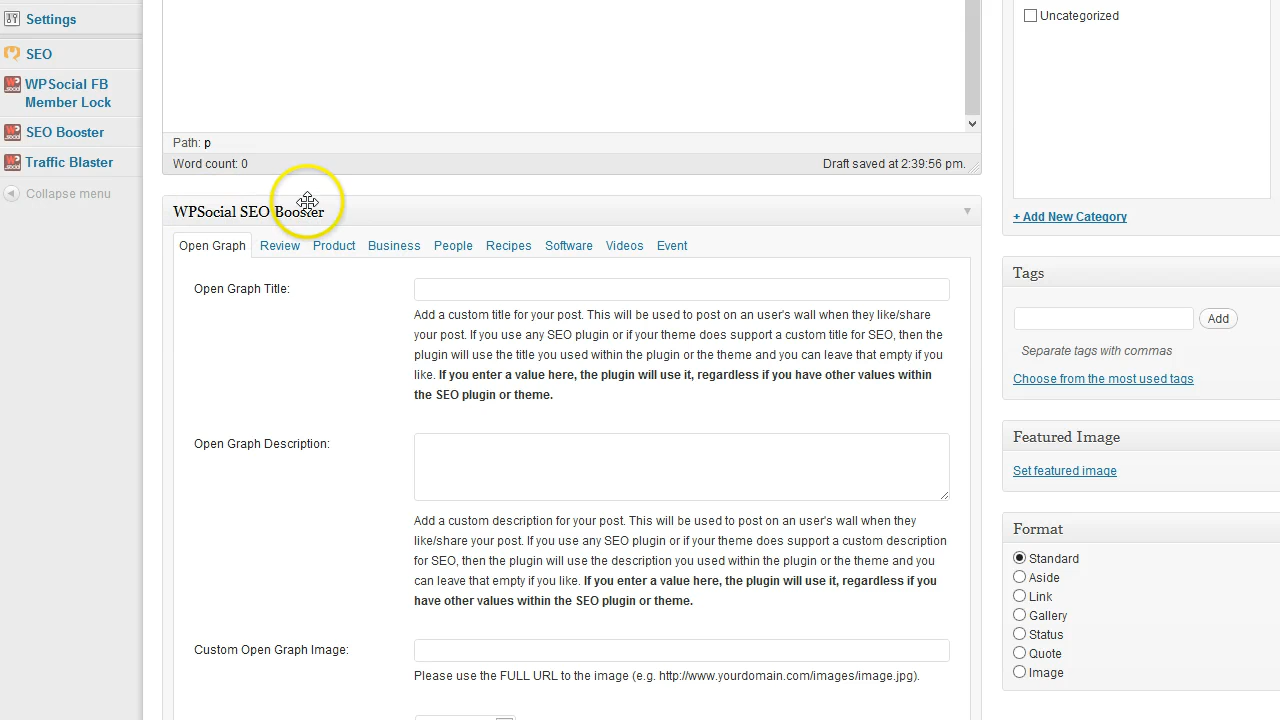 Settings
SEO
WPSocial FB
Member Lock
SEO Booster
Traffic Blaster
Collapse menu
Path: p
Word count: 0
Draft saved at 2:39:56 pm.
WPSocial SEO Booster
Open Graph
Review
Product
Business
People
Recipes
Software
Videos
Event
Open Graph Title:
Add a custom title for your post. This will be used to post on an user's wall when they like/share
your post. If you use any SEO plugin or if your theme does support a custom title for SEO, then the
plugin will use the title you used within the plugin or the theme and you can leave that empty if you
like. If you enter a value here, the plugin will use it, regardless if you have other values within
the SEO plugin or theme.
Open Graph Description:
Add a custom description for your post. This will be used to post on an user's wall when they
like/share your post. If you use any SEO plugin or if your theme does support a custom description
for SEO, then the plugin will use the description you used within the plugin or the theme and you
can leave that empty if you like. If you enter a value here, the plugin will use it, regardless if you
have other values within the SEO plugin or theme.
Custom Open Graph Image:
Please use the FULL URL to the image (e.g. http://www.yourdomain.com/images/image.jpg).
Uncategorized
+ Add New Category
Tags
Add
Separate tags with commas
Choose from the most used tags
Featured Image
Set featured image
Format
Standard
Aside
Link
Gallery
Status
Quote
Image